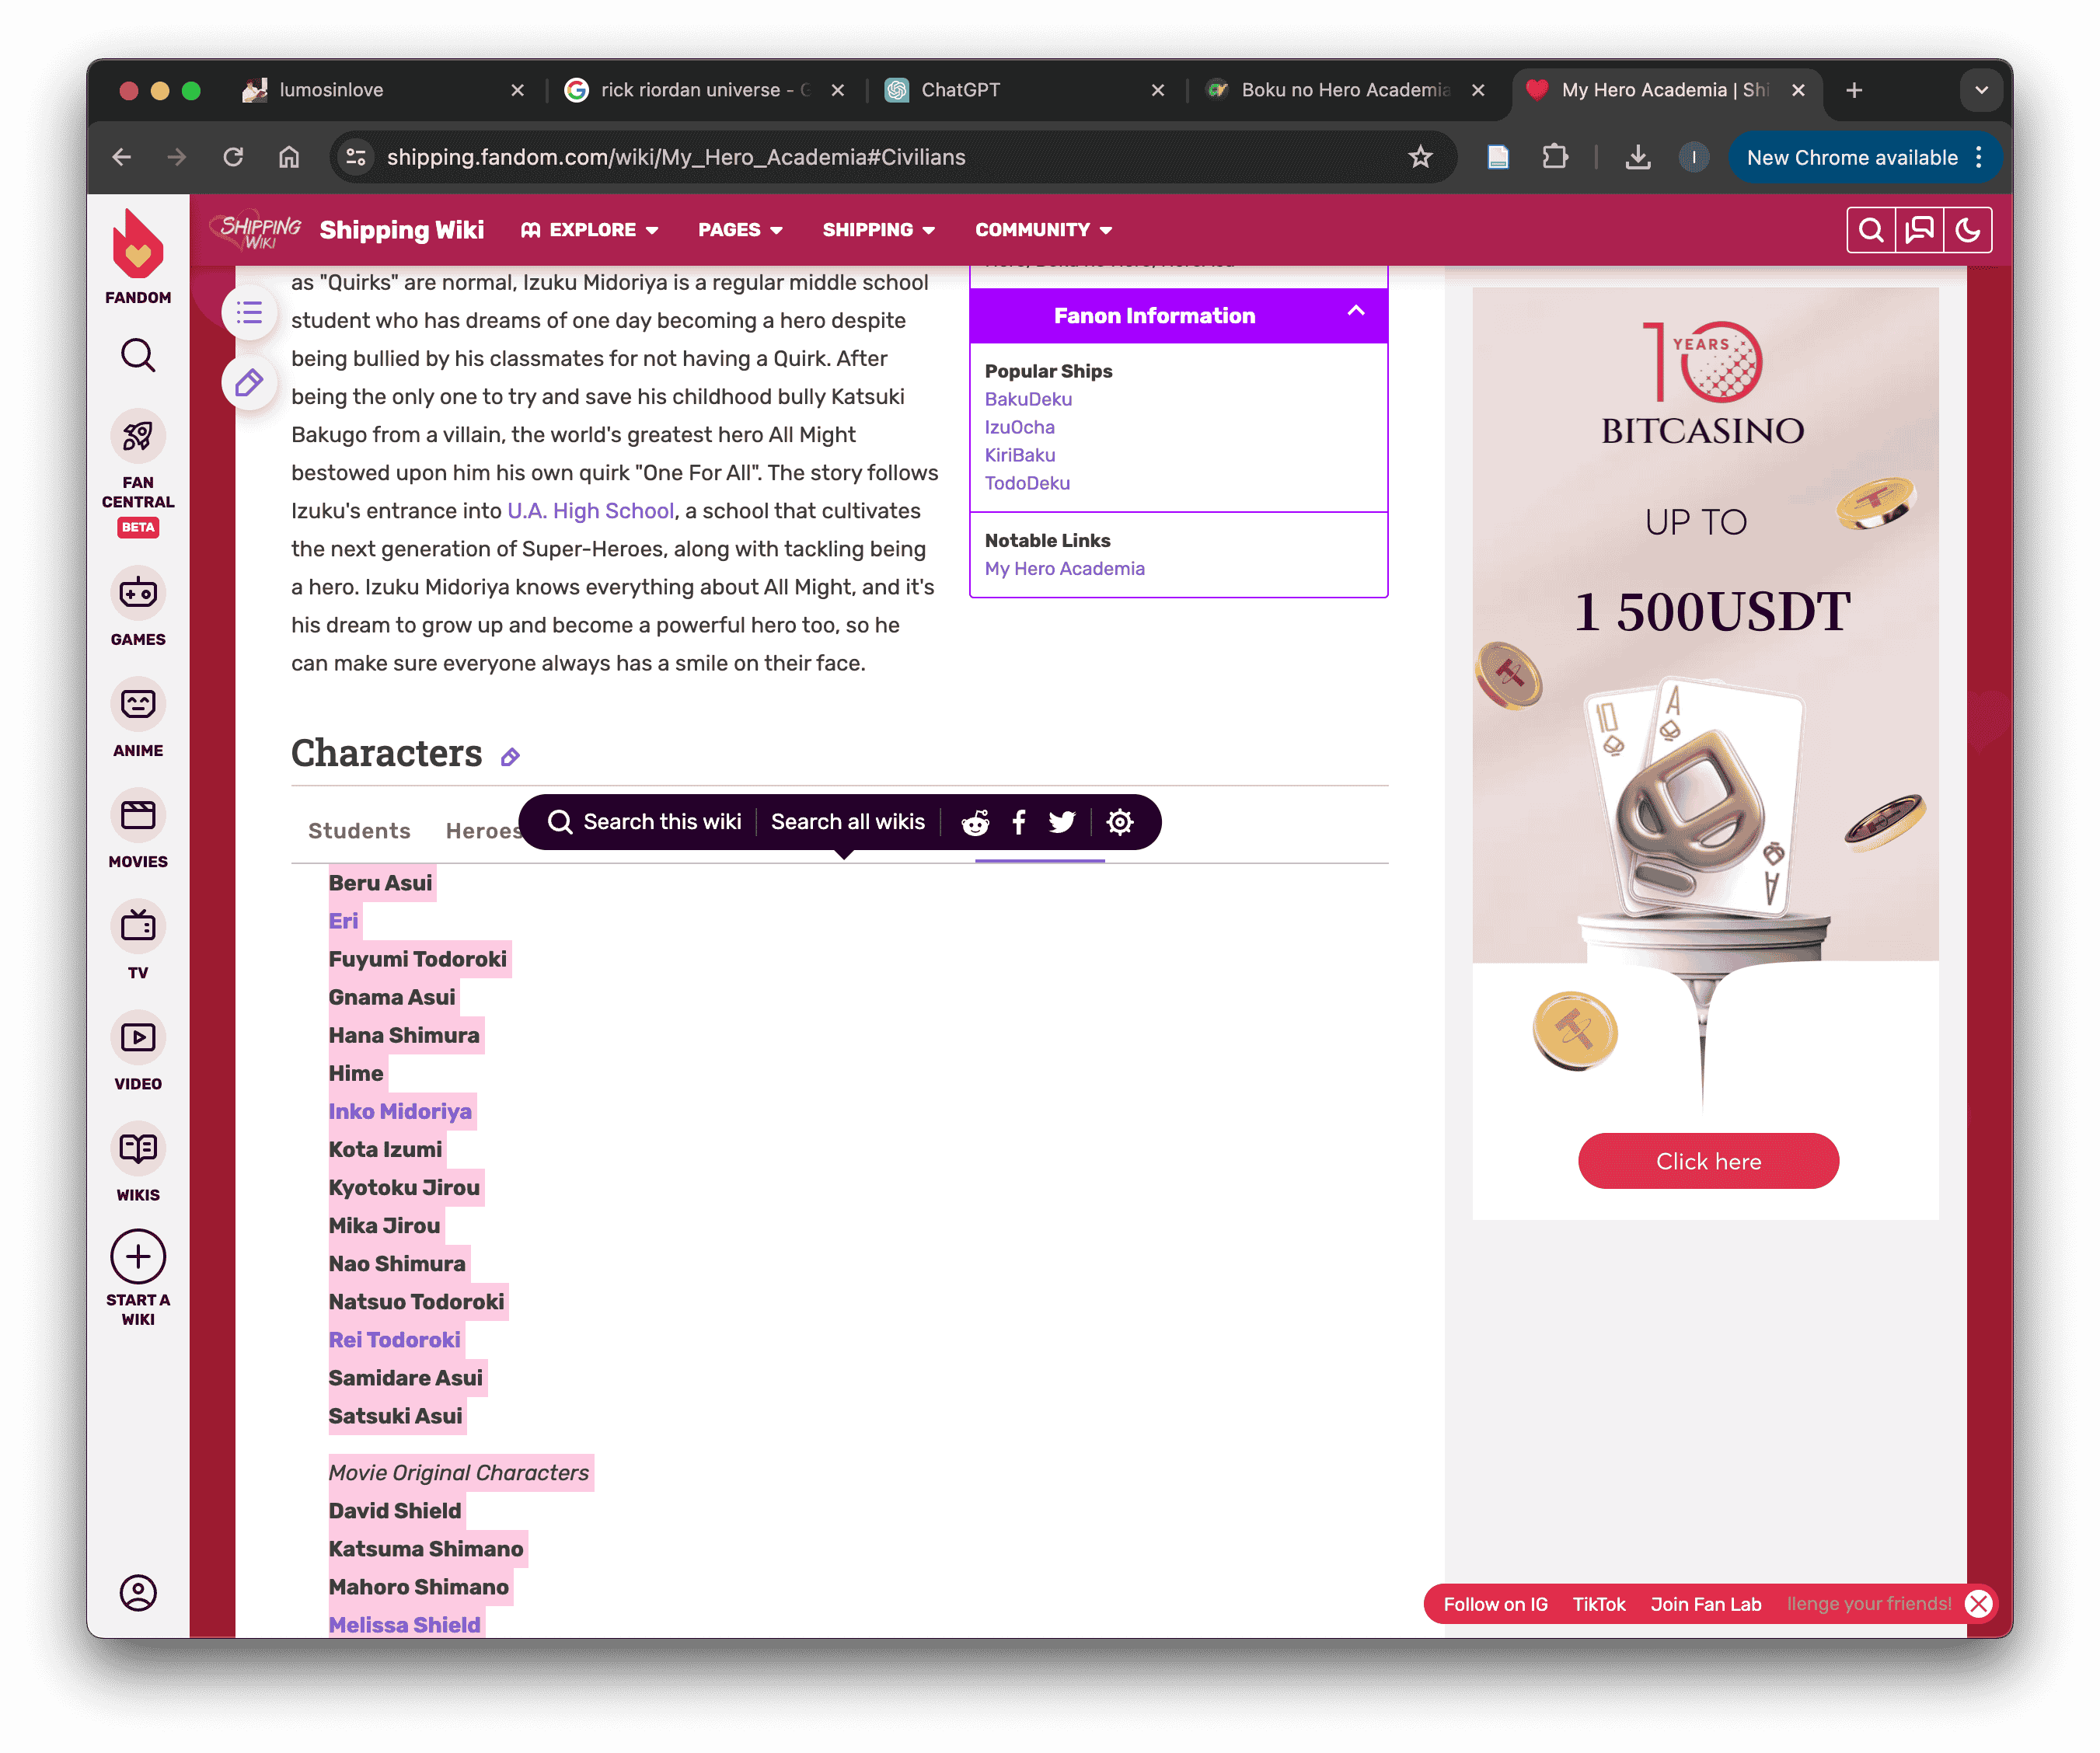 lumosinlove
rick riordan universe - G
ChatGPT
Boku no Hero Academia
My Hero Academia | Shi
shipping.fandom.com/wiki/My_Hero_Academia#Civilians
I
New Chrome available
SHIPPING
WIKI
Shipping Wiki
EXPLORE
PAGES
SHIPPING
COMMUNITY
FANDOM
FAN
CENTRAL
BETA
GAMES
ANIME
MOVIES
TV
VIDEO
WIKIS
START A
WIKI
as "Quirks" are normal, Izuku Midoriya is a regular middle school
student who has dreams of one day becoming a hero despite
being bullied by his classmates for not having a Quirk. After
being the only one to try and save his childhood bully Katsuki
Bakugo from a villain, the world's greatest hero All Might
bestowed upon him his own quirk "One For All". The story follows
Izuku's entrance into U.A. High School, a school that cultivates
the next generation of Super-Heroes, along with tackling being
a hero. Izuku Midoriya knows everything about All Might, and it's
his dream to grow up and become a powerful hero too, so he
can make sure everyone always has a smile on their face.
Fanon Information
Popular Ships
BakuDeku
IzuOcha
KiriBaku
TodoDeku
Notable Links
My Hero Academia
Characters
Students
Heroes
Search this wiki
Search all wikis
Beru Asui
Eri
Fuyumi Todoroki
Gnama Asui
Hana Shimura
Hime
Inko Midoriya
Kota Izumi
Kyotoku Jirou
Mika Jirou
Nao Shimura
Natsuo Todoroki
Rei Todoroki
Samidare Asui
Satsuki Asui
Movie Original Characters
David Shield
Katsuma Shimano
Mahoro Shimano
Melissa Shield
10
YEARS
BITCASINO
UP TO
1 500USDT
10
A
A
Click here
Follow on IG
TikTok
Join Fan Lab
llenge your friends!